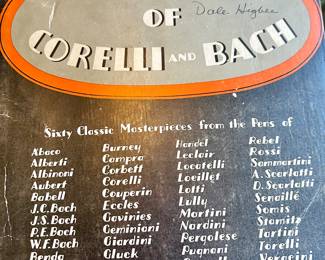 OF
Dale Higbee
CORELLI AND BACH
Sixty Classic Masterpieces from the Pens of
Abaco Burney Handel Rebel
Alberti Campra Leclair Rossi
Albinoni Corbett Locatelli Sammartini
Aubert Corelli Loeillet A. Scarlatti
Babell Couperin Lotti D. Scarlatti
J.C. Bach Eccles Lully Senaillé
J.S. Bach Gavinies Martini Somis
P.E. Bach Geminiani Nardini Stamitz
W.F. Bach Giardini Pergolese Tartini
Benda Gluck Pugnani Torelli
Veracini